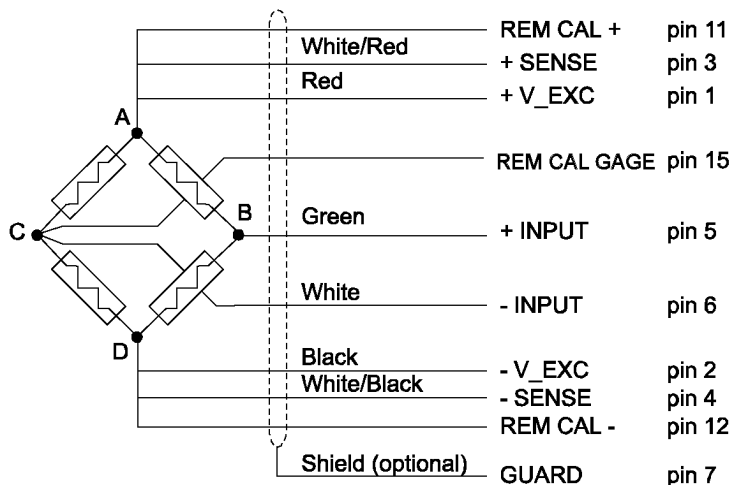 REM CAL + pin 11
White/Red
+ SENSE pin 3
Red
+ V_EXC pin 1
A
REM CAL GAGE pin 15
B
Green
C
+ INPUT pin 5
White
- INPUT pin 6
D
Black
- V_EXC pin 2
White/Black
- SENSE pin 4
REM CAL - pin 12
Shield (optional)
GUARD pin 7